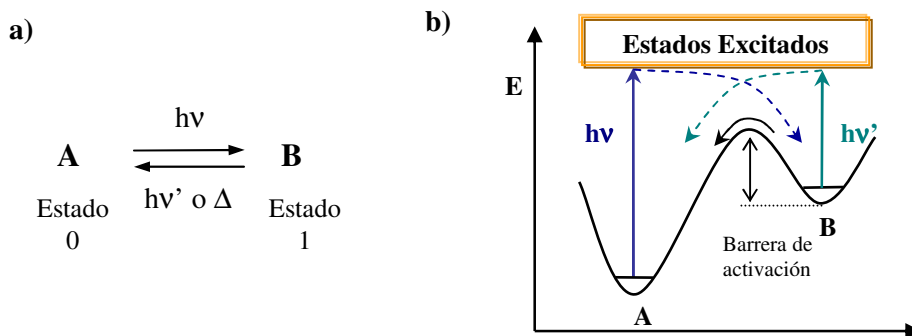 a)
hν
A
B
hν' o Δ
Estado
0
Estado
1
b)
Estados Excitados
E
hν
hν'
B
Barrera de
activación
A